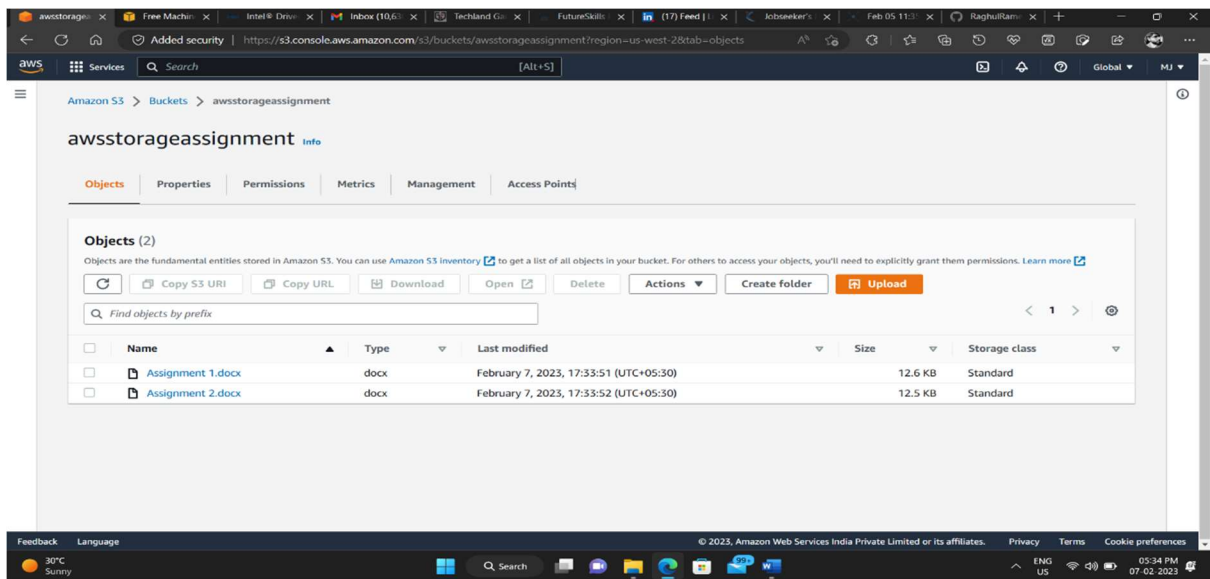 awsstorageas Free Machin Intel® Drive Inbox (10,63 Techland Ga FutureSkills (17) Feed | L Jobseeker's Feb 05 11:3 RaghulRam
Added security https://s3.console.aws.amazon.com/s3/buckets/awsstorageassignment?region=us-west-2&tab=objects
aws Services Search [Alt+S] Global MJ
Amazon S3 > Buckets > awsstorageassignment
awsstorageassignment Info
Objects Properties Permissions Metrics Management Access Points
Objects (2)
Objects are the fundamental entities stored in Amazon S3. You can use Amazon S3 inventory to get a list of all objects in your bucket. For others to access your objects, you'll need to explicitly grant them permissions. Learn more
Copy S3 URI Copy URL Download Open Delete Actions Create folder Upload
Find objects by prefix < 1 >
Name Type Last modified Size Storage class
Assignment 1.docx docx February 7, 2023, 17:33:51 (UTC+05:30) 12.6 KB Standard
Assignment 2.docx docx February 7, 2023, 17:33:52 (UTC+05:30) 12.5 KB Standard
Feedback Language © 2023, Amazon Web Services India Private Limited or its affiliates. Privacy Terms Cookie preferences
30°C Search 99+ ENG 05:34 PM
Sunny US 07-02-2023